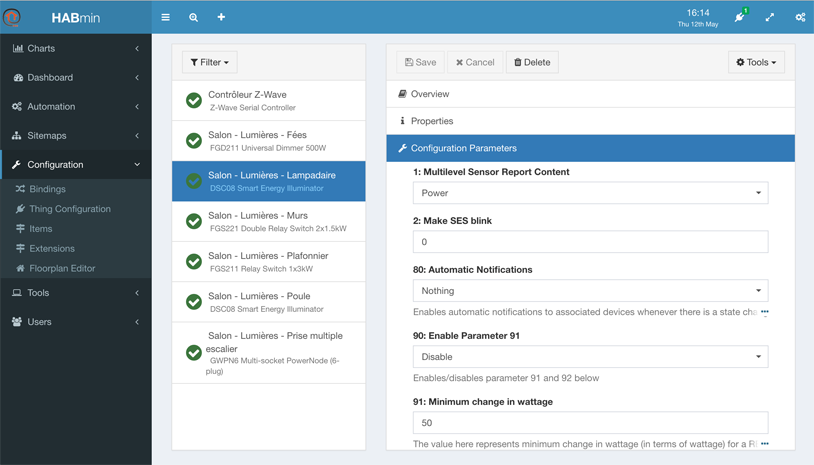 HABmin
16:14
Thu 12th May
1
Charts
Dashboard
Automation
Sitemaps
Configuration
Bindings
Thing Configuration
Items
Extensions
Floorplan Editor
Tools
Users
Filter
Contrôleur Z-Wave
Z-Wave Serial Controller
Salon - Lumières - Fées
FGD211 Universal Dimmer 500W
Salon - Lumières - Lampadaire
DSC08 Smart Energy Illuminator
Salon - Lumières - Murs
FGS221 Double Relay Switch 2x1.5kW
Salon - Lumières - Plafonnier
FGS211 Relay Switch 1x3kW
Salon - Lumières - Poule
DSC08 Smart Energy Illuminator
Salon - Lumières - Prise multiple
escalier
GWPN6 Multi-socket PowerNode (6-
plug)
Save
Cancel
Delete
Tools
Overview
Properties
Configuration Parameters
1: Multilevel Sensor Report Content
Power
2: Make SES blink
0
80: Automatic Notifications
Nothing
Enables automatic notifications to associated devices whenever there is a state cha ...
90: Enable Parameter 91
Disable
Enables/disables parameter 91 and 92 below
91: Minimum change in wattage
50
The value here represents minimum change in wattage (in terms of wattage) for a R ...